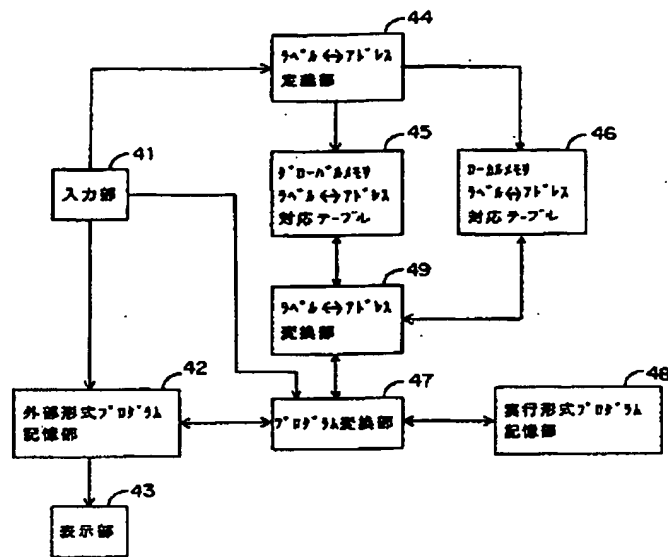 44
ラベル↔アドレス
定義部
45
46
41
グローバルメモリ
ラベル↔アドレス
対応テーブル
ローカルメモリ
ラベル↔アドレス
対応テーブル
入力部
49
ラベル↔アドレス
変換部
42
47
48
外部形式プログラム
記憶部
プログラム変換部
実行形式プログラム
記憶部
43
表示部